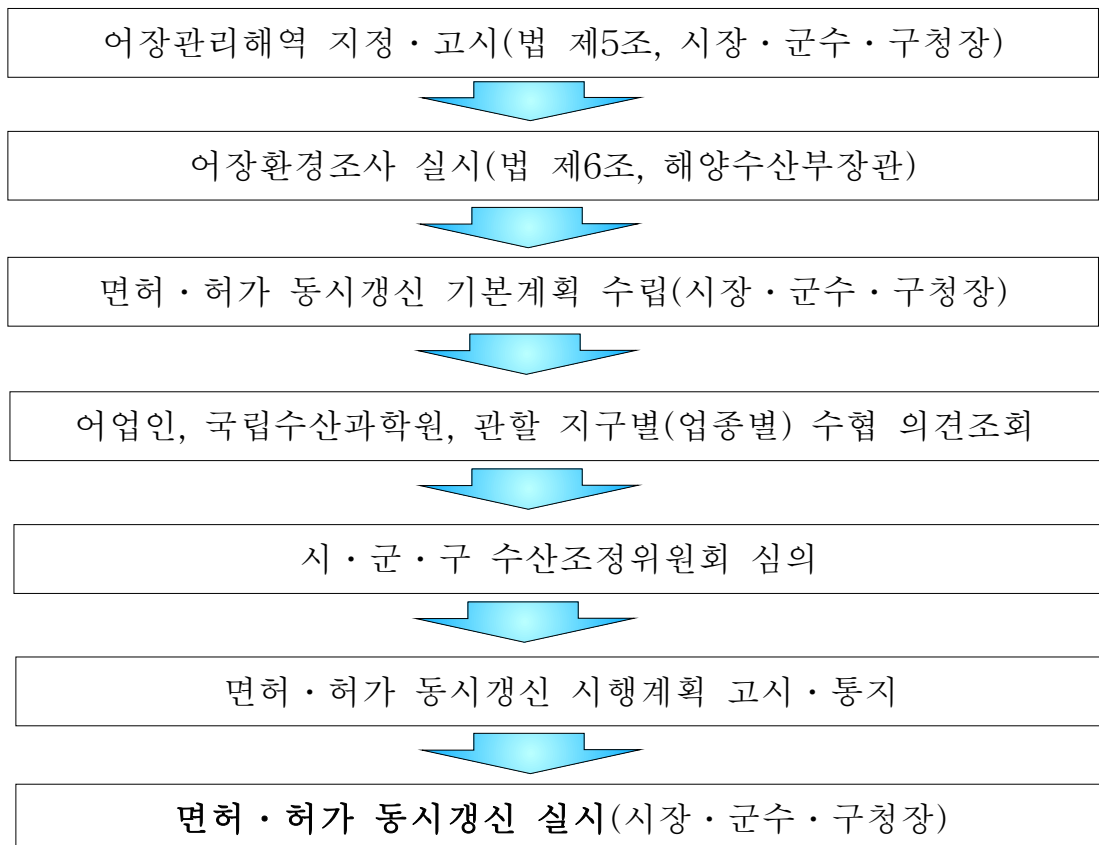 어장관리해역 지정・고시(법 제5조, 시장・군수・구청장)
어장환경조사 실시(법 제6조, 해양수산부장관)
면허・허가 동시갱신 기본계획 수립(시장・군수・구청장)
어업인, 국립수산과학원, 관할 지구별(업종별) 수협 의견조회
시・군・구 수산조정위원회 심의
면허・허가 동시갱신 시행계획 고시・통지
면허・허가 동시갱신 실시(시장・군수・구청장)